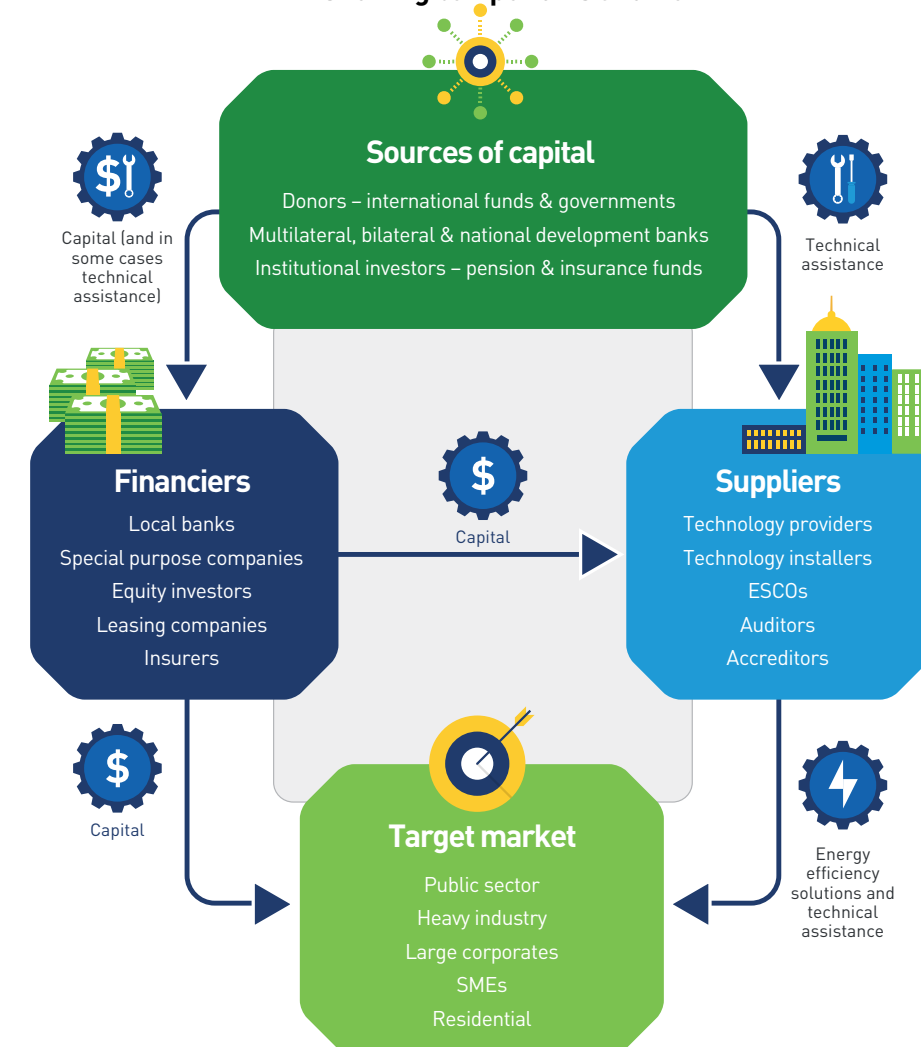 Sources of capital
Donors – international funds & governments
Multilateral, bilateral & national development banks
Institutional investors – pension & insurance funds
$
Capital (and in
some cases
technical
assistance)
Technical
assistance
Financiers
Local banks
Special purpose companies
Equity investors
Leasing companies
Insurers
$
Capital
Suppliers
Technology providers
Technology installers
ESCOs
Auditors
Accreditors
$
Capital
Energy
efficiency
solutions and
technical
assistance
Target market
Public sector
Heavy industry
Large corporates
SMEs
Residential